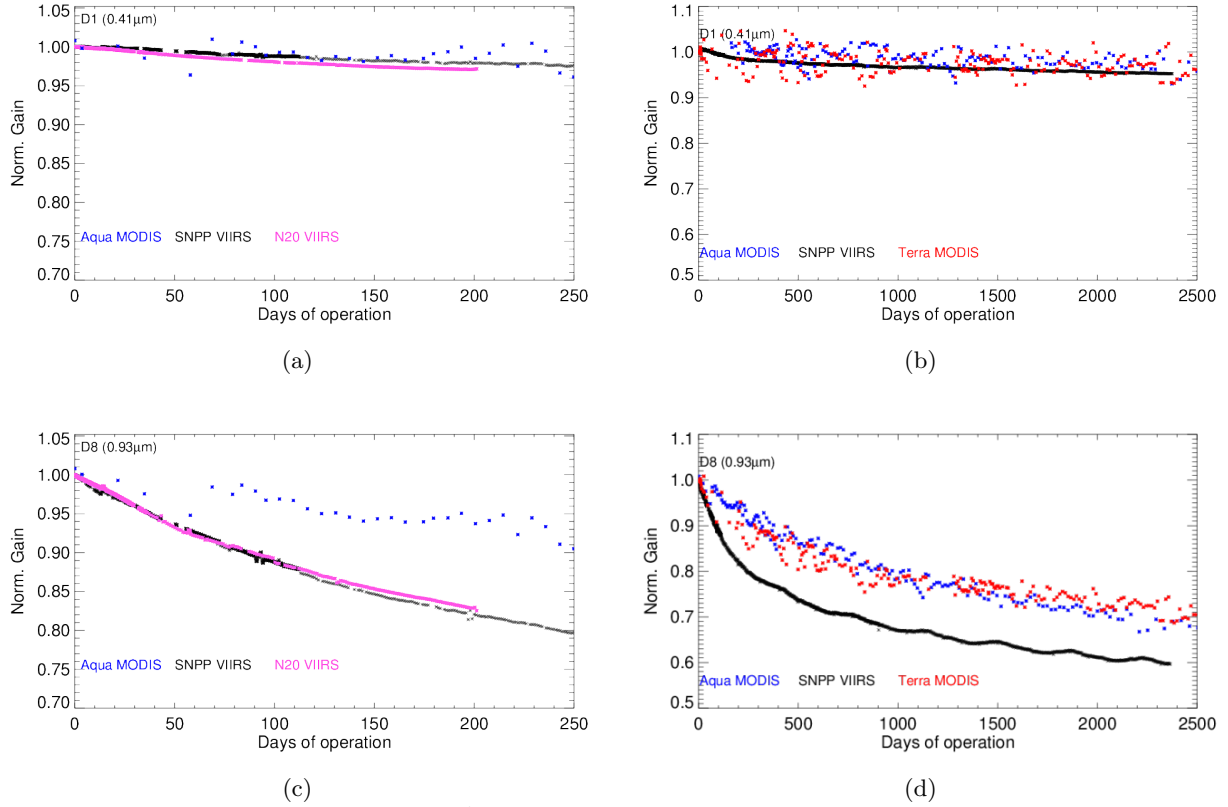 1.05
1.00
0.95
0.90
0.85
0.80
0.75
0.70
Norm. Gain
D1 (0.41μm)
Aqua MODIS SNPP VIIRS N20 VIIRS
0 50 100 150 200 250
Days of operation
(a)
1.1
1.0
0.9
0.8
0.7
0.6
0.5
Norm. Gain
D1 (0.41μm)
Aqua MODIS SNPP VIIRS Terra MODIS
0 500 1000 1500 2000 2500
Days of operation
(b)
1.05
1.00
0.95
0.90
0.85
0.80
0.75
0.70
Norm. Gain
D8 (0.93μm)
Aqua MODIS SNPP VIIRS N20 VIIRS
0 50 100 150 200 250
Days of operation
(c)
1.1
1.0
0.9
0.8
0.7
0.6
0.5
Norm. Gain
D8 (0.93μm)
Aqua MODIS SNPP VIIRS Terra MODIS
0 500 1000 1500 2000 2500
Days of operation
(d)